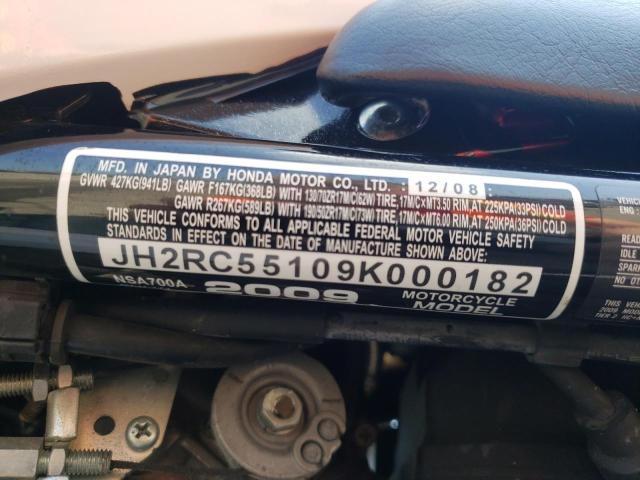 MFD. IN JAPAN BY HONDA MOTOR CO., LTD. 12/08
GVWR 427KG(941LB) GAWR F167KG(368LB) WITH 130/70ZR17M/C(62W) TIRE, 17M/C×MT3.50 RIM, AT 225KPA(33PSI) COLD
GAWR R267KG(589LB) WITH 190/50ZR17M/C(73W) TIRE, 17M/C×MT6.00 RIM, AT 250KPA(36PSI) COLD
THIS VEHICLE CONFORMS TO ALL APPLICABLE FEDERAL MOTOR VEHICLE SAFETY
STANDARDS IN EFFECT ON THE DATE OF MANUFACTURE SHOWN ABOVE:
JH2RC55109K000182
NSA700A 2009 MOTORCYCLE
MODEL